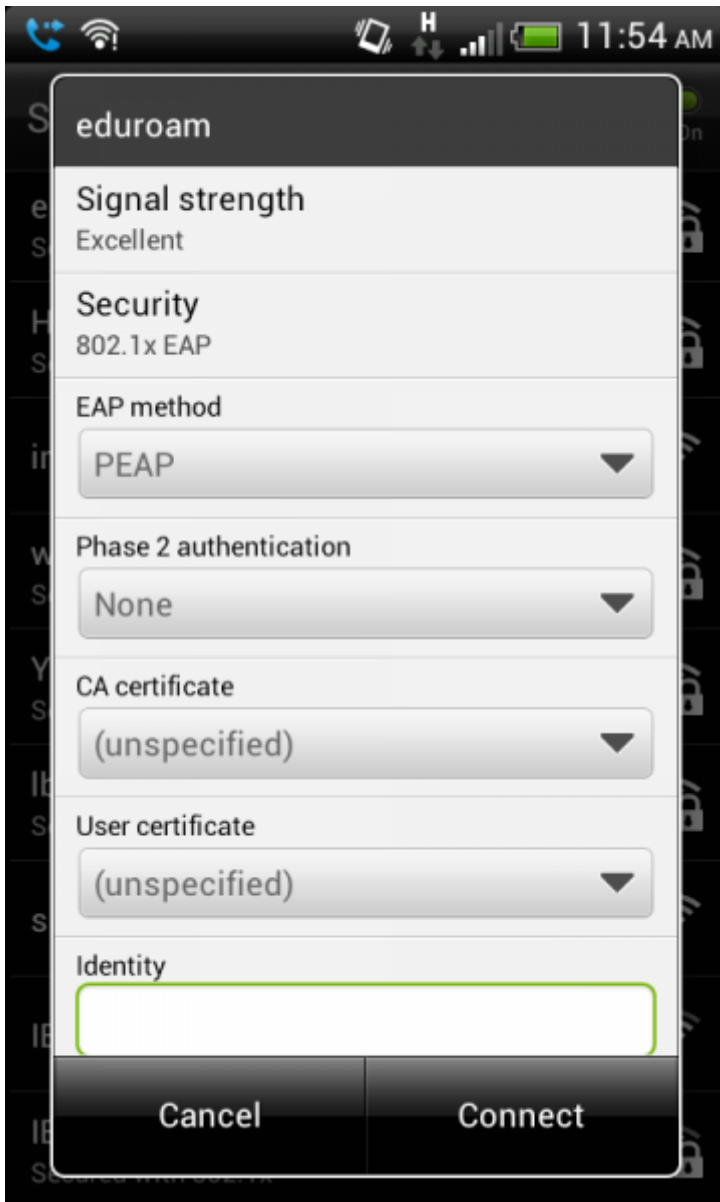 H
11:54 AM
eduroam
On
Signal strength
Excellent
Security
802.1x EAP
EAP method
PEAP
Phase 2 authentication
None
CA certificate
(unspecified)
User certificate
(unspecified)
Identity
Cancel
Connect